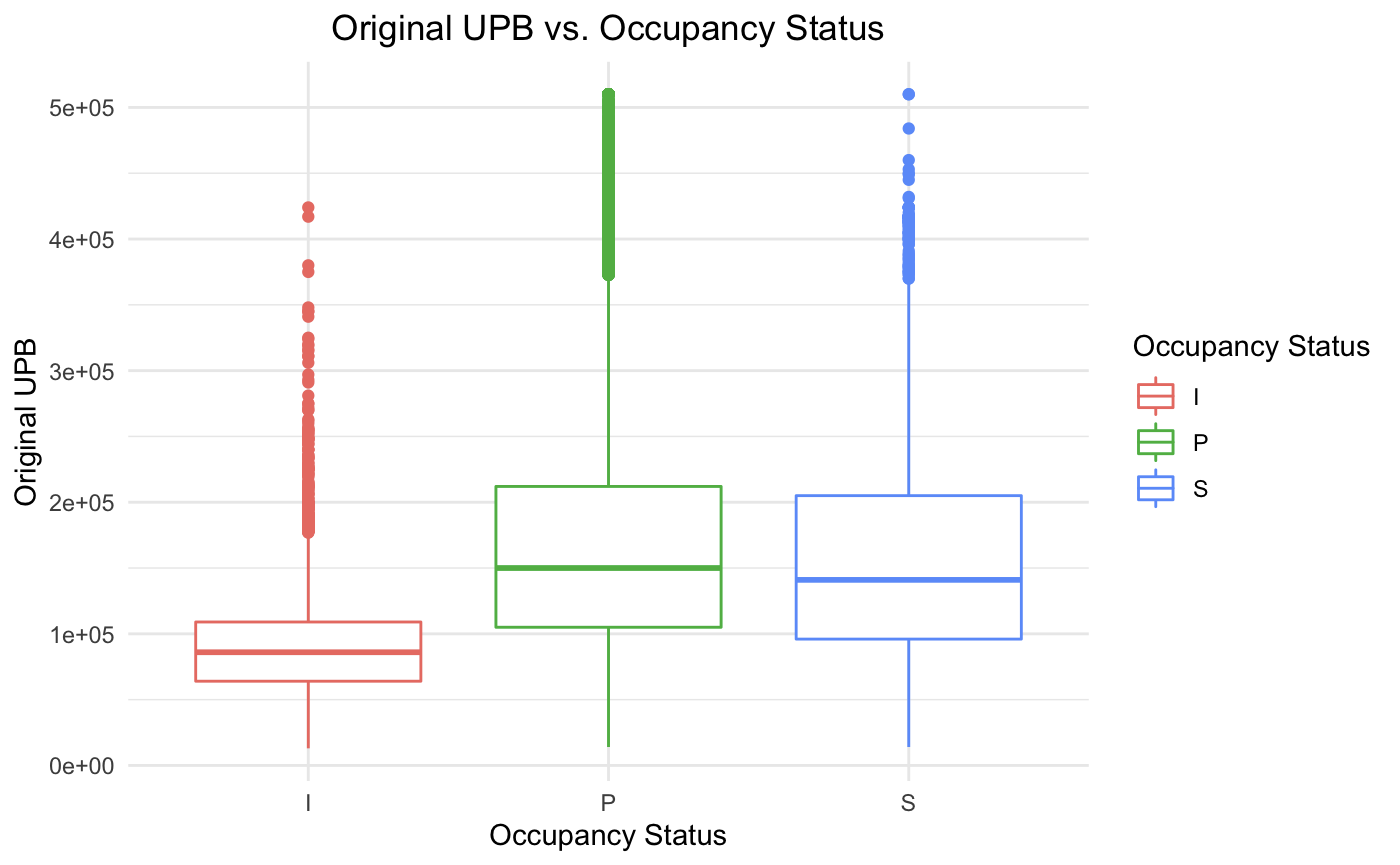 Original UPB vs. Occupancy Status
5e+05
4e+05
3e+05
2e+05
1e+05
0e+00
Original UPB
I
P
S
Occupancy Status
Occupancy Status
I
P
S